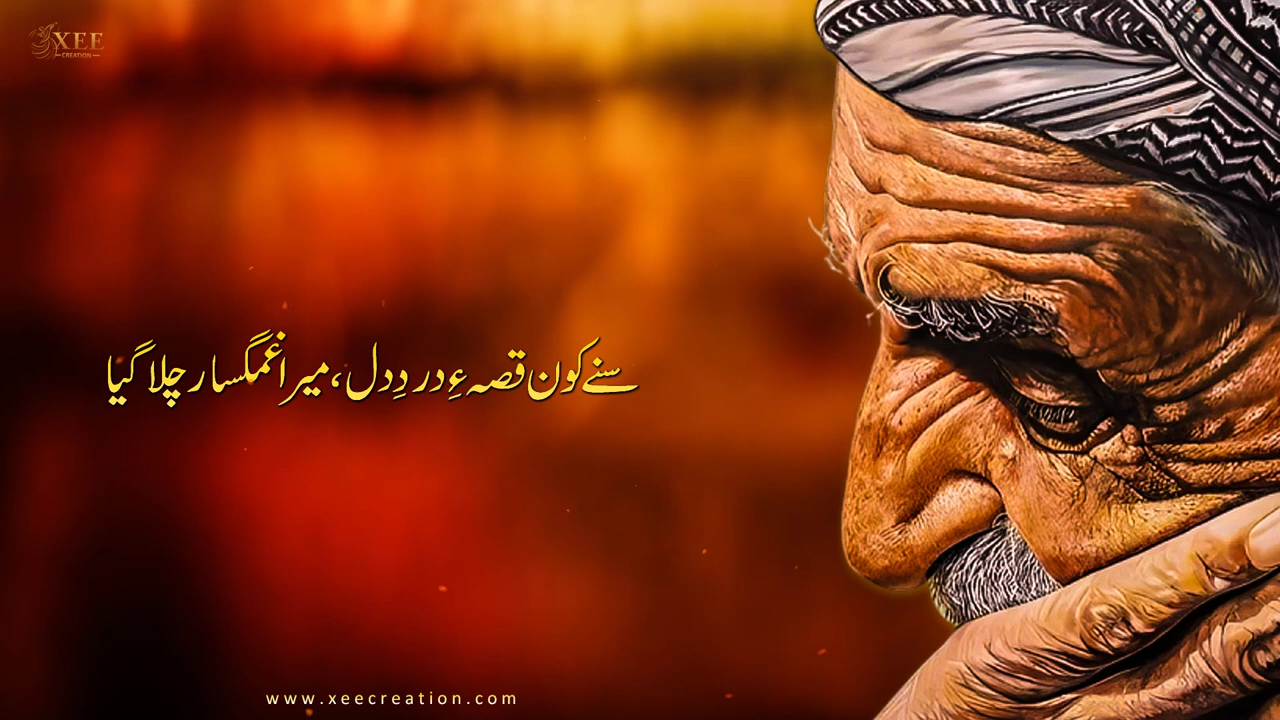 XEE
CREATION
سنے کون قصہ ءِ دردِ دل ، میرا غمگسار چلا گیا
www.xeecreation.com